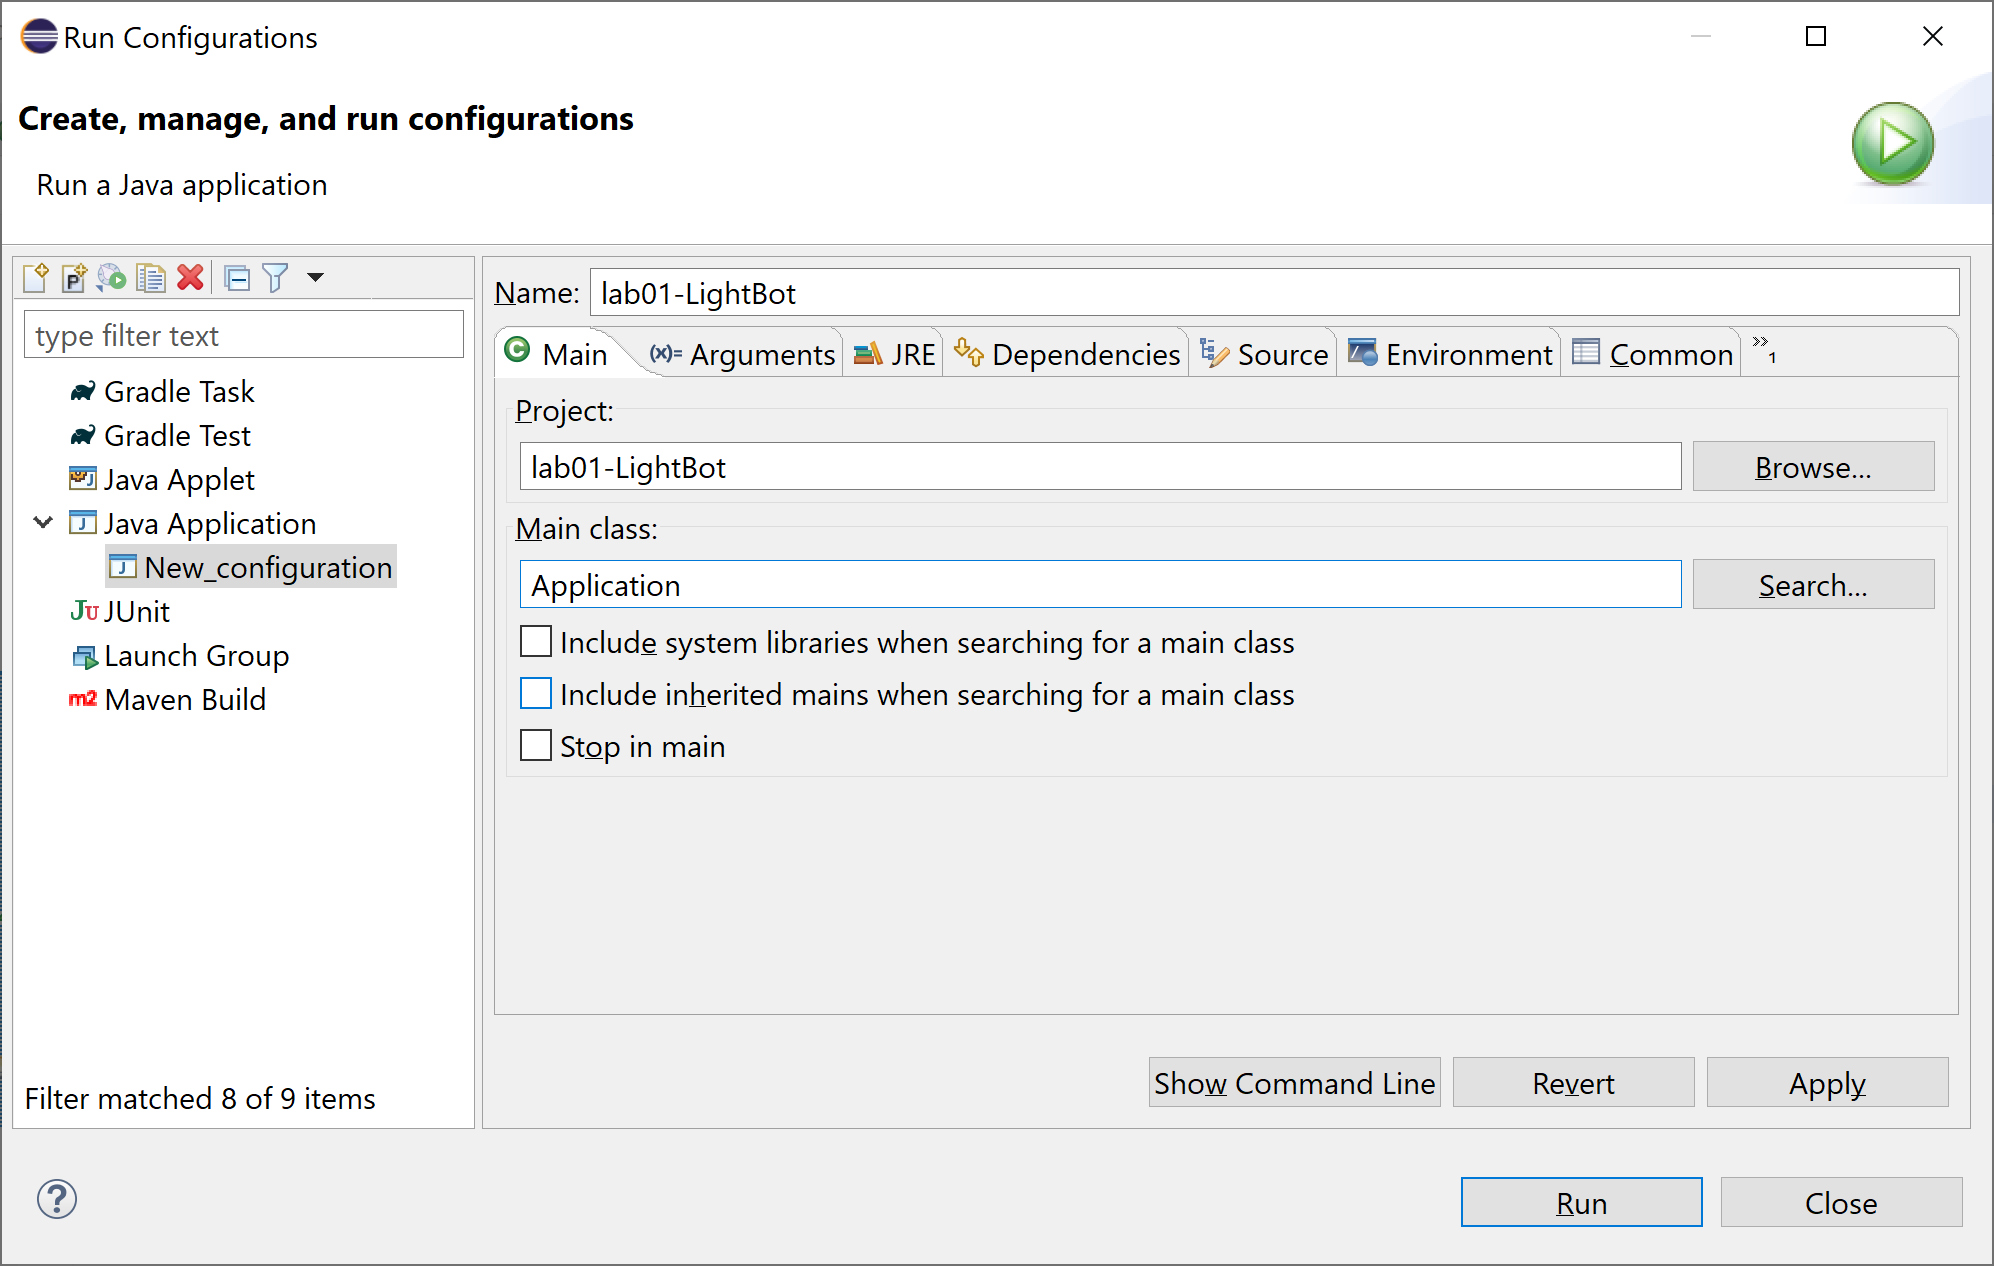 Run Configurations
Create, manage, and run configurations
Run a Java application
type filter text
Gradle Task
Gradle Test
Java Applet
Java Application
New_configuration
JUnit
Launch Group
Maven Build
Filter matched 8 of 9 items
Name: lab01-LightBot
Main (x)= Arguments JRE Dependencies Source Environment Common »1
Project:
lab01-LightBot Browse...
Main class:
Application Search...
Include system libraries when searching for a main class
Include inherited mains when searching for a main class
Stop in main
Show Command Line Revert Apply
Run Close